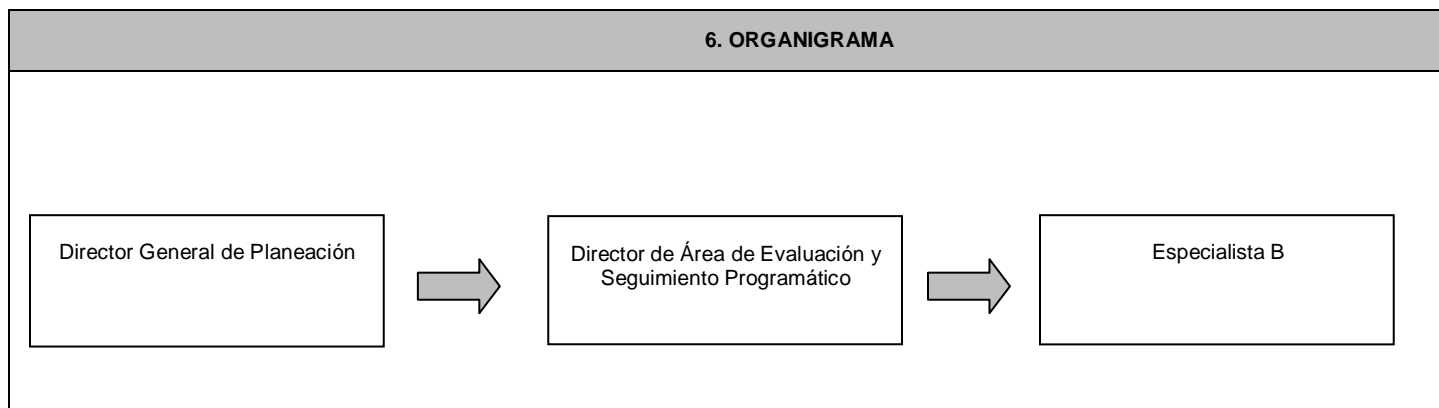 6. ORGANIGRAMA
Director General de Planeación
Director de Área de Evaluación y
Seguimiento Programático
Especialista B